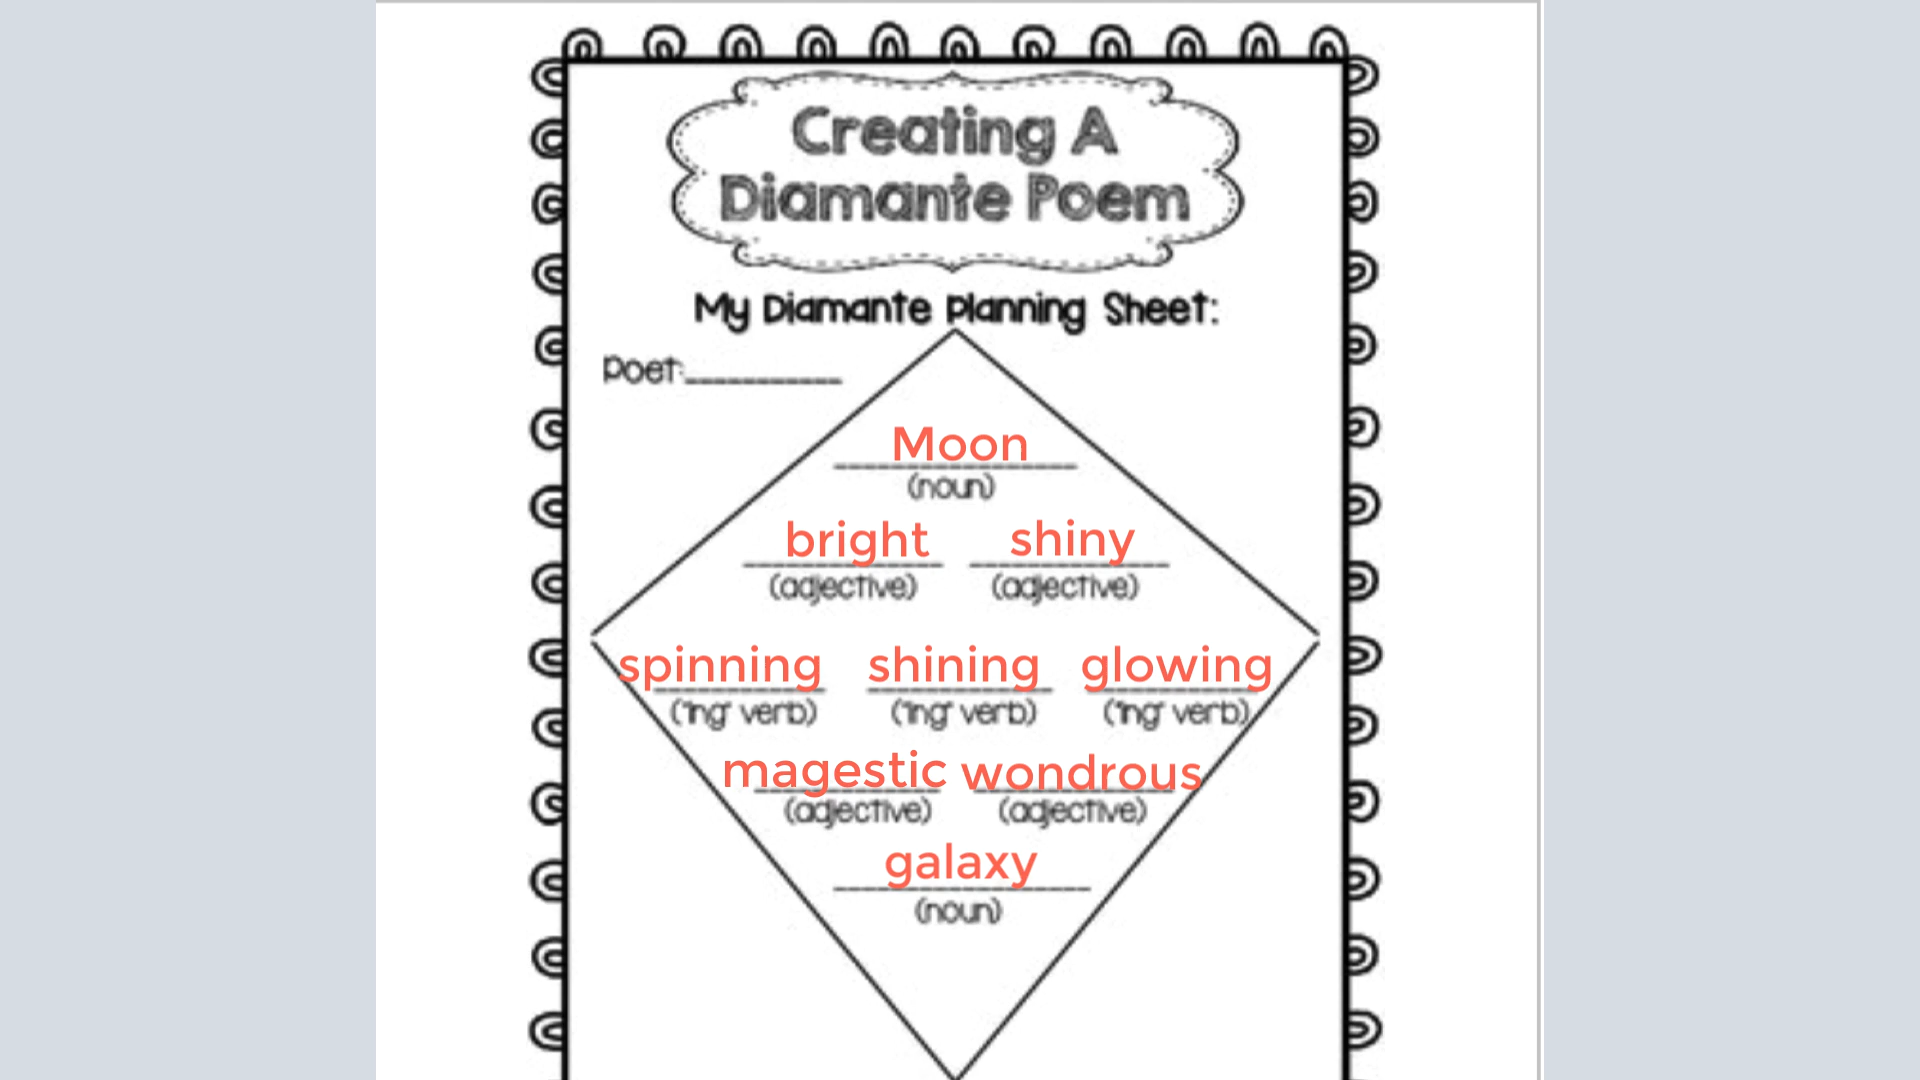 Creating A
Diamante Poem
My Diamante Planning Sheet:
Poet:___________
Moon
(noun)
bright shiny
(adjective) (adjective)
spinning shining glowing
("ing" verb) ("ing" verb) ("ing" verb)
magestic wondrous
(adjective) (adjective)
galaxy
(noun)